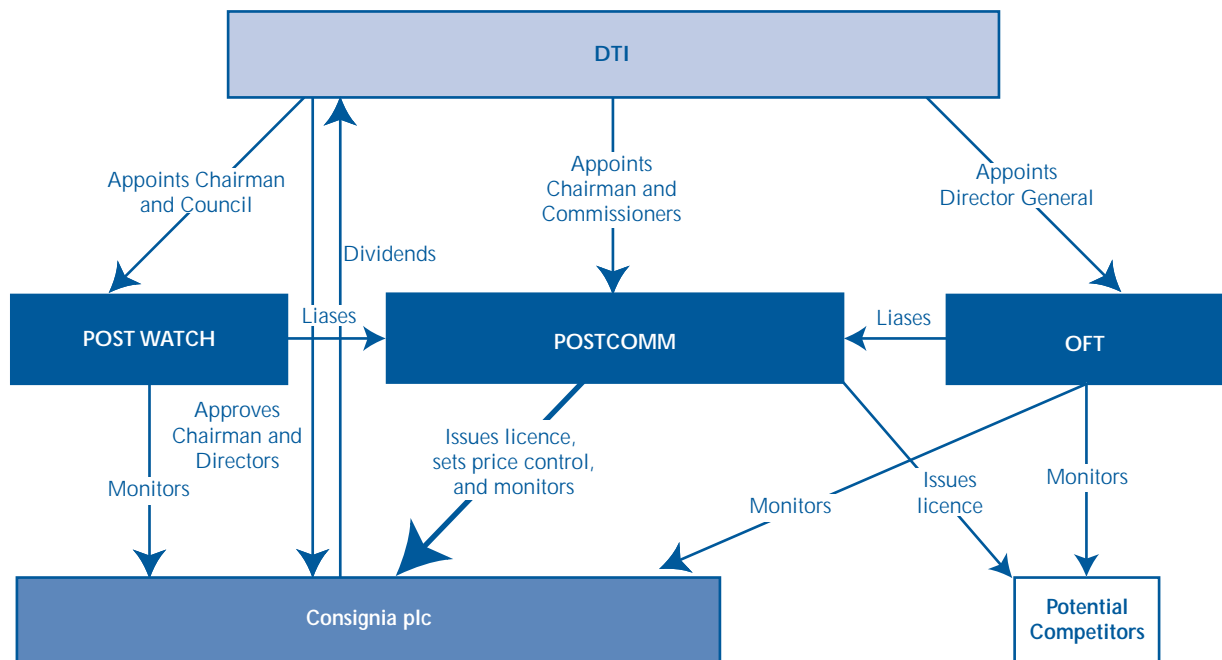 DTI
Appoints Chairman
and Council
Appoints
Chairman and
Commissioners
Appoints
Director General
Dividends
POST WATCH
Liases
POSTCOMM
Liases
OFT
Approves
Chairman and
Directors
Monitors
Issues licence,
sets price control,
and monitors
Monitors
Issues
licence
Monitors
Consignia plc
Potential
Competitors